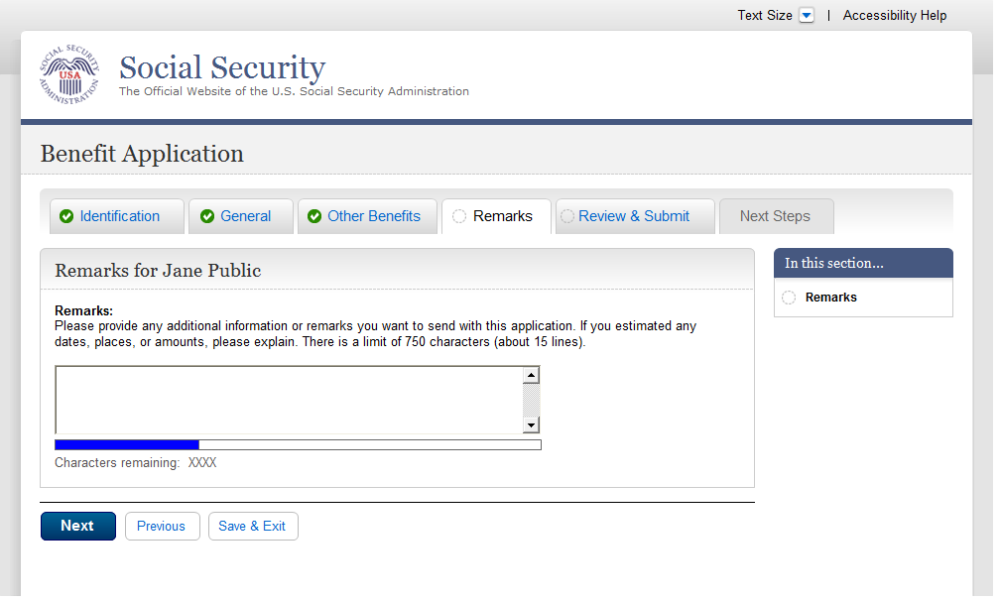 Text Size | Accessibility Help
SOCIAL SECURITY ADMINISTRATION
USA
Social Security
The Official Website of the U.S. Social Security Administration
Benefit Application
Identification General Other Benefits Remarks Review & Submit Next Steps
Remarks for Jane Public
In this section...
Remarks
Remarks:
Please provide any additional information or remarks you want to send with this application. If you estimated any
dates, places, or amounts, please explain. There is a limit of 750 characters (about 15 lines).
Characters remaining: XXXX
Next Previous Save & Exit